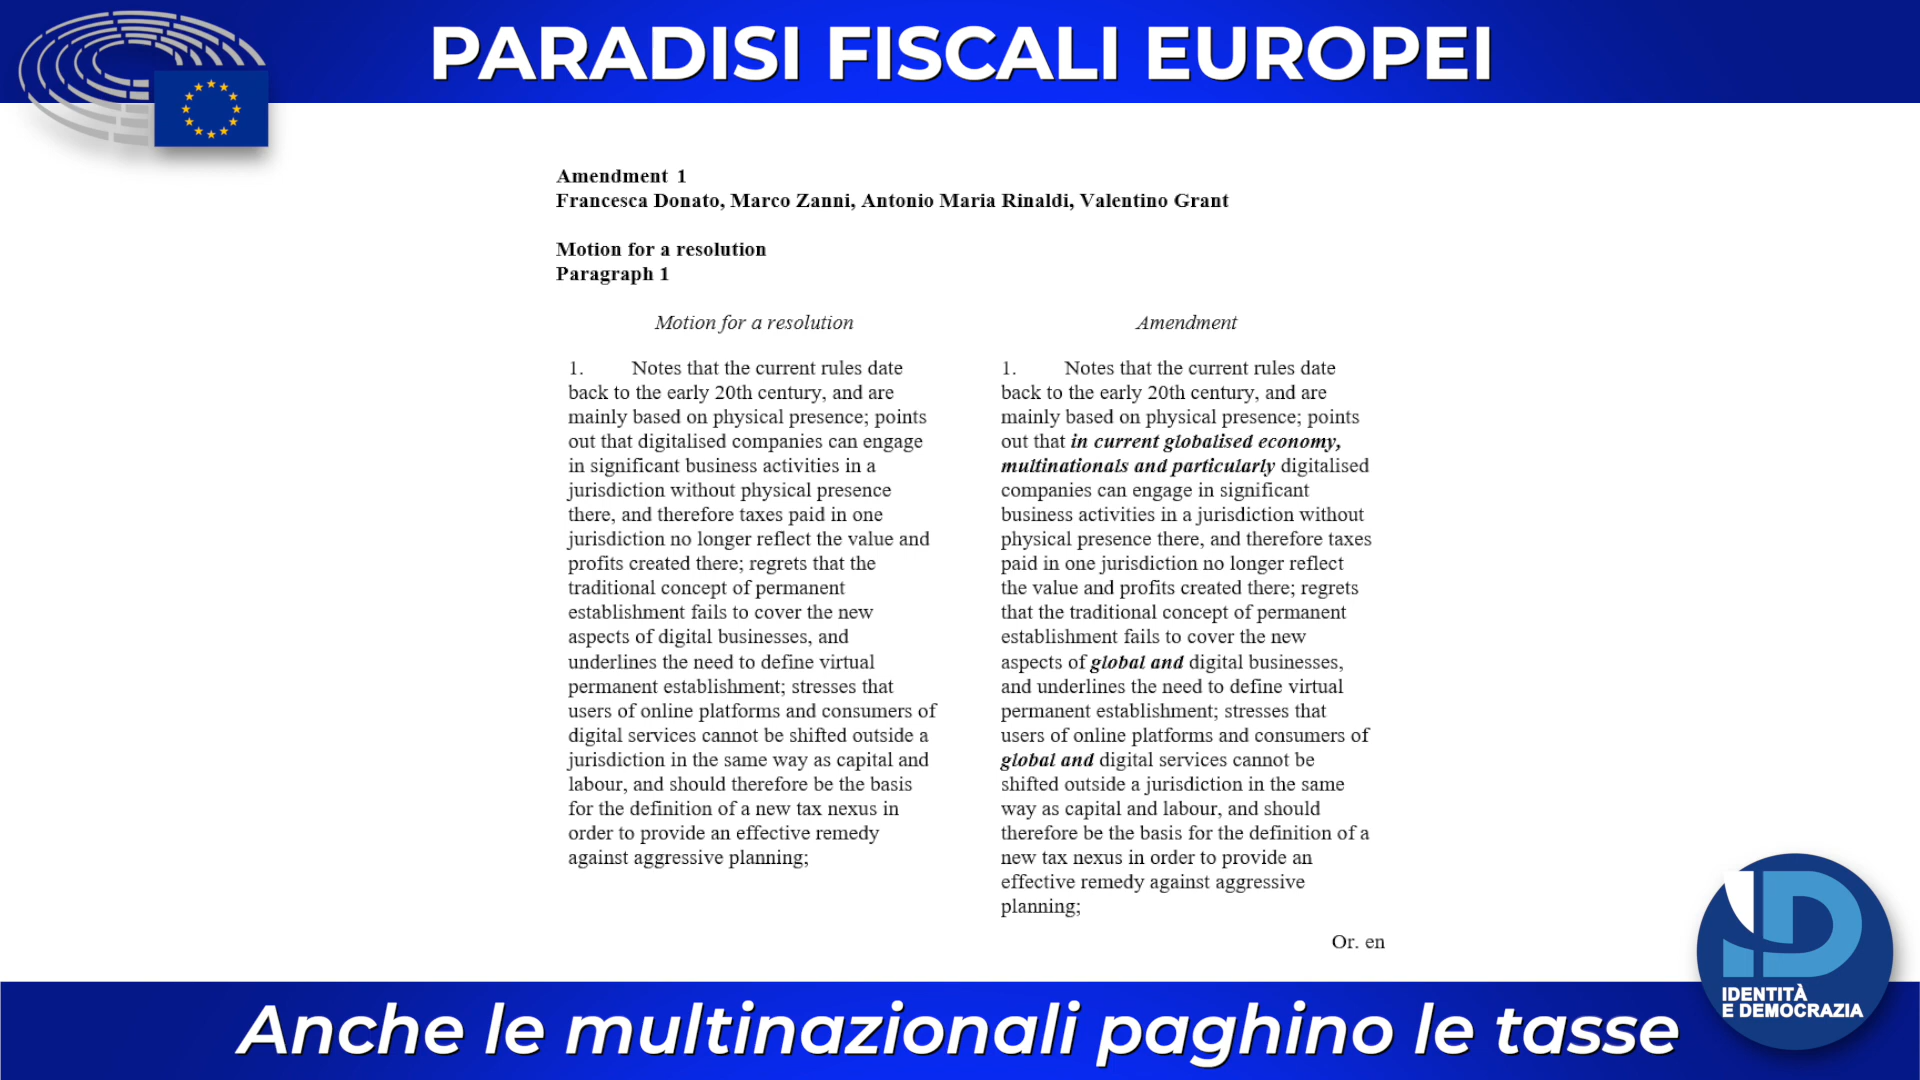 PARADISI FISCALI EUROPEI
Amendment 1
Francesca Donato, Marco Zanni, Antonio Maria Rinaldi, Valentino Grant
Motion for a resolution
Paragraph 1
Motion for a resolution
1. Notes that the current rules date
back to the early 20th century, and are
mainly based on physical presence; points
out that digitalised companies can engage
in significant business activities in a
jurisdiction without physical presence
there, and therefore taxes paid in one
jurisdiction no longer reflect the value and
profits created there; regrets that the
traditional concept of permanent
establishment fails to cover the new
aspects of digital businesses, and
underlines the need to define virtual
permanent establishment; stresses that
users of online platforms and consumers of
digital services cannot be shifted outside a
jurisdiction in the same way as capital and
labour, and should therefore be the basis
for the definition of a new tax nexus in
order to provide an effective remedy
against aggressive planning;
Amendment
1. Notes that the current rules date
back to the early 20th century, and are
mainly based on physical presence; points
out that in current globalised economy,
multinationals and particularly digitalised
companies can engage in significant
business activities in a jurisdiction without
physical presence there, and therefore taxes
paid in one jurisdiction no longer reflect
the value and profits created there; regrets
that the traditional concept of permanent
establishment fails to cover the new
aspects of global and digital businesses,
and underlines the need to define virtual
permanent establishment; stresses that
users of online platforms and consumers of
global and digital services cannot be
shifted outside a jurisdiction in the same
way as capital and labour, and should
therefore be the basis for the definition of a
new tax nexus in order to provide an
effective remedy against aggressive
planning;
Or. en
ID
IDENTITÀ
E DEMOCRAZIA
Anche le multinazionali paghino le tasse